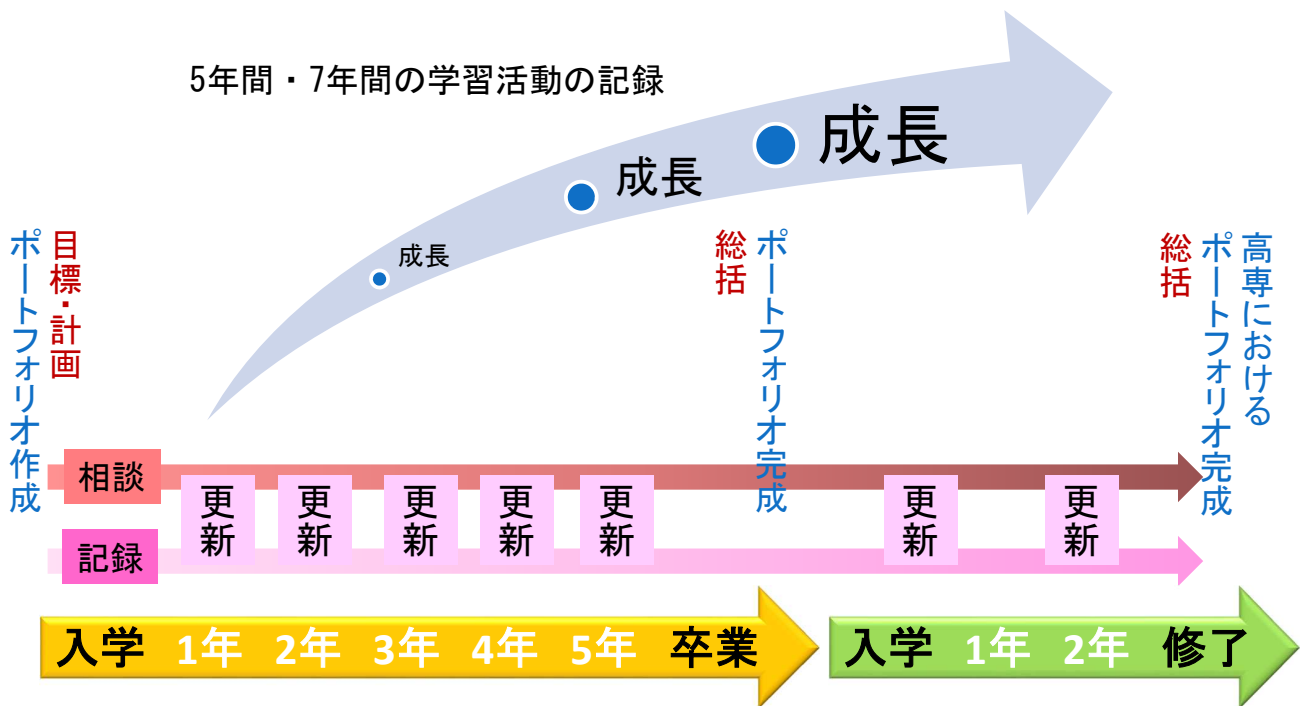 5年間・7年間の学習活動の記録
成長
成長
成長
目標・計画
ポートフォリオ作成
ポートフォリオ完成
総括
高専における
ポートフォリオ完成
総括
相談
更新
更新
更新
更新
更新
更新
更新
記録
入学 1年 2年 3年 4年 5年 卒業
入学 1年 2年 修了